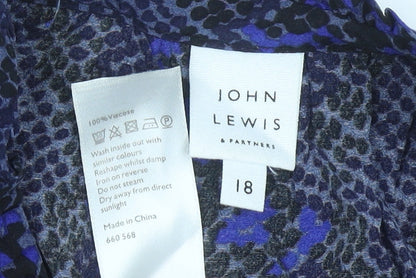 100% Viscose
Wash inside out with
similar colours
Reshape whilst damp
Iron on reverse
Do not steam
Dry away from direct
sunlight
Made in China
660 568
JOHN
LEWIS
& PARTNERS
18